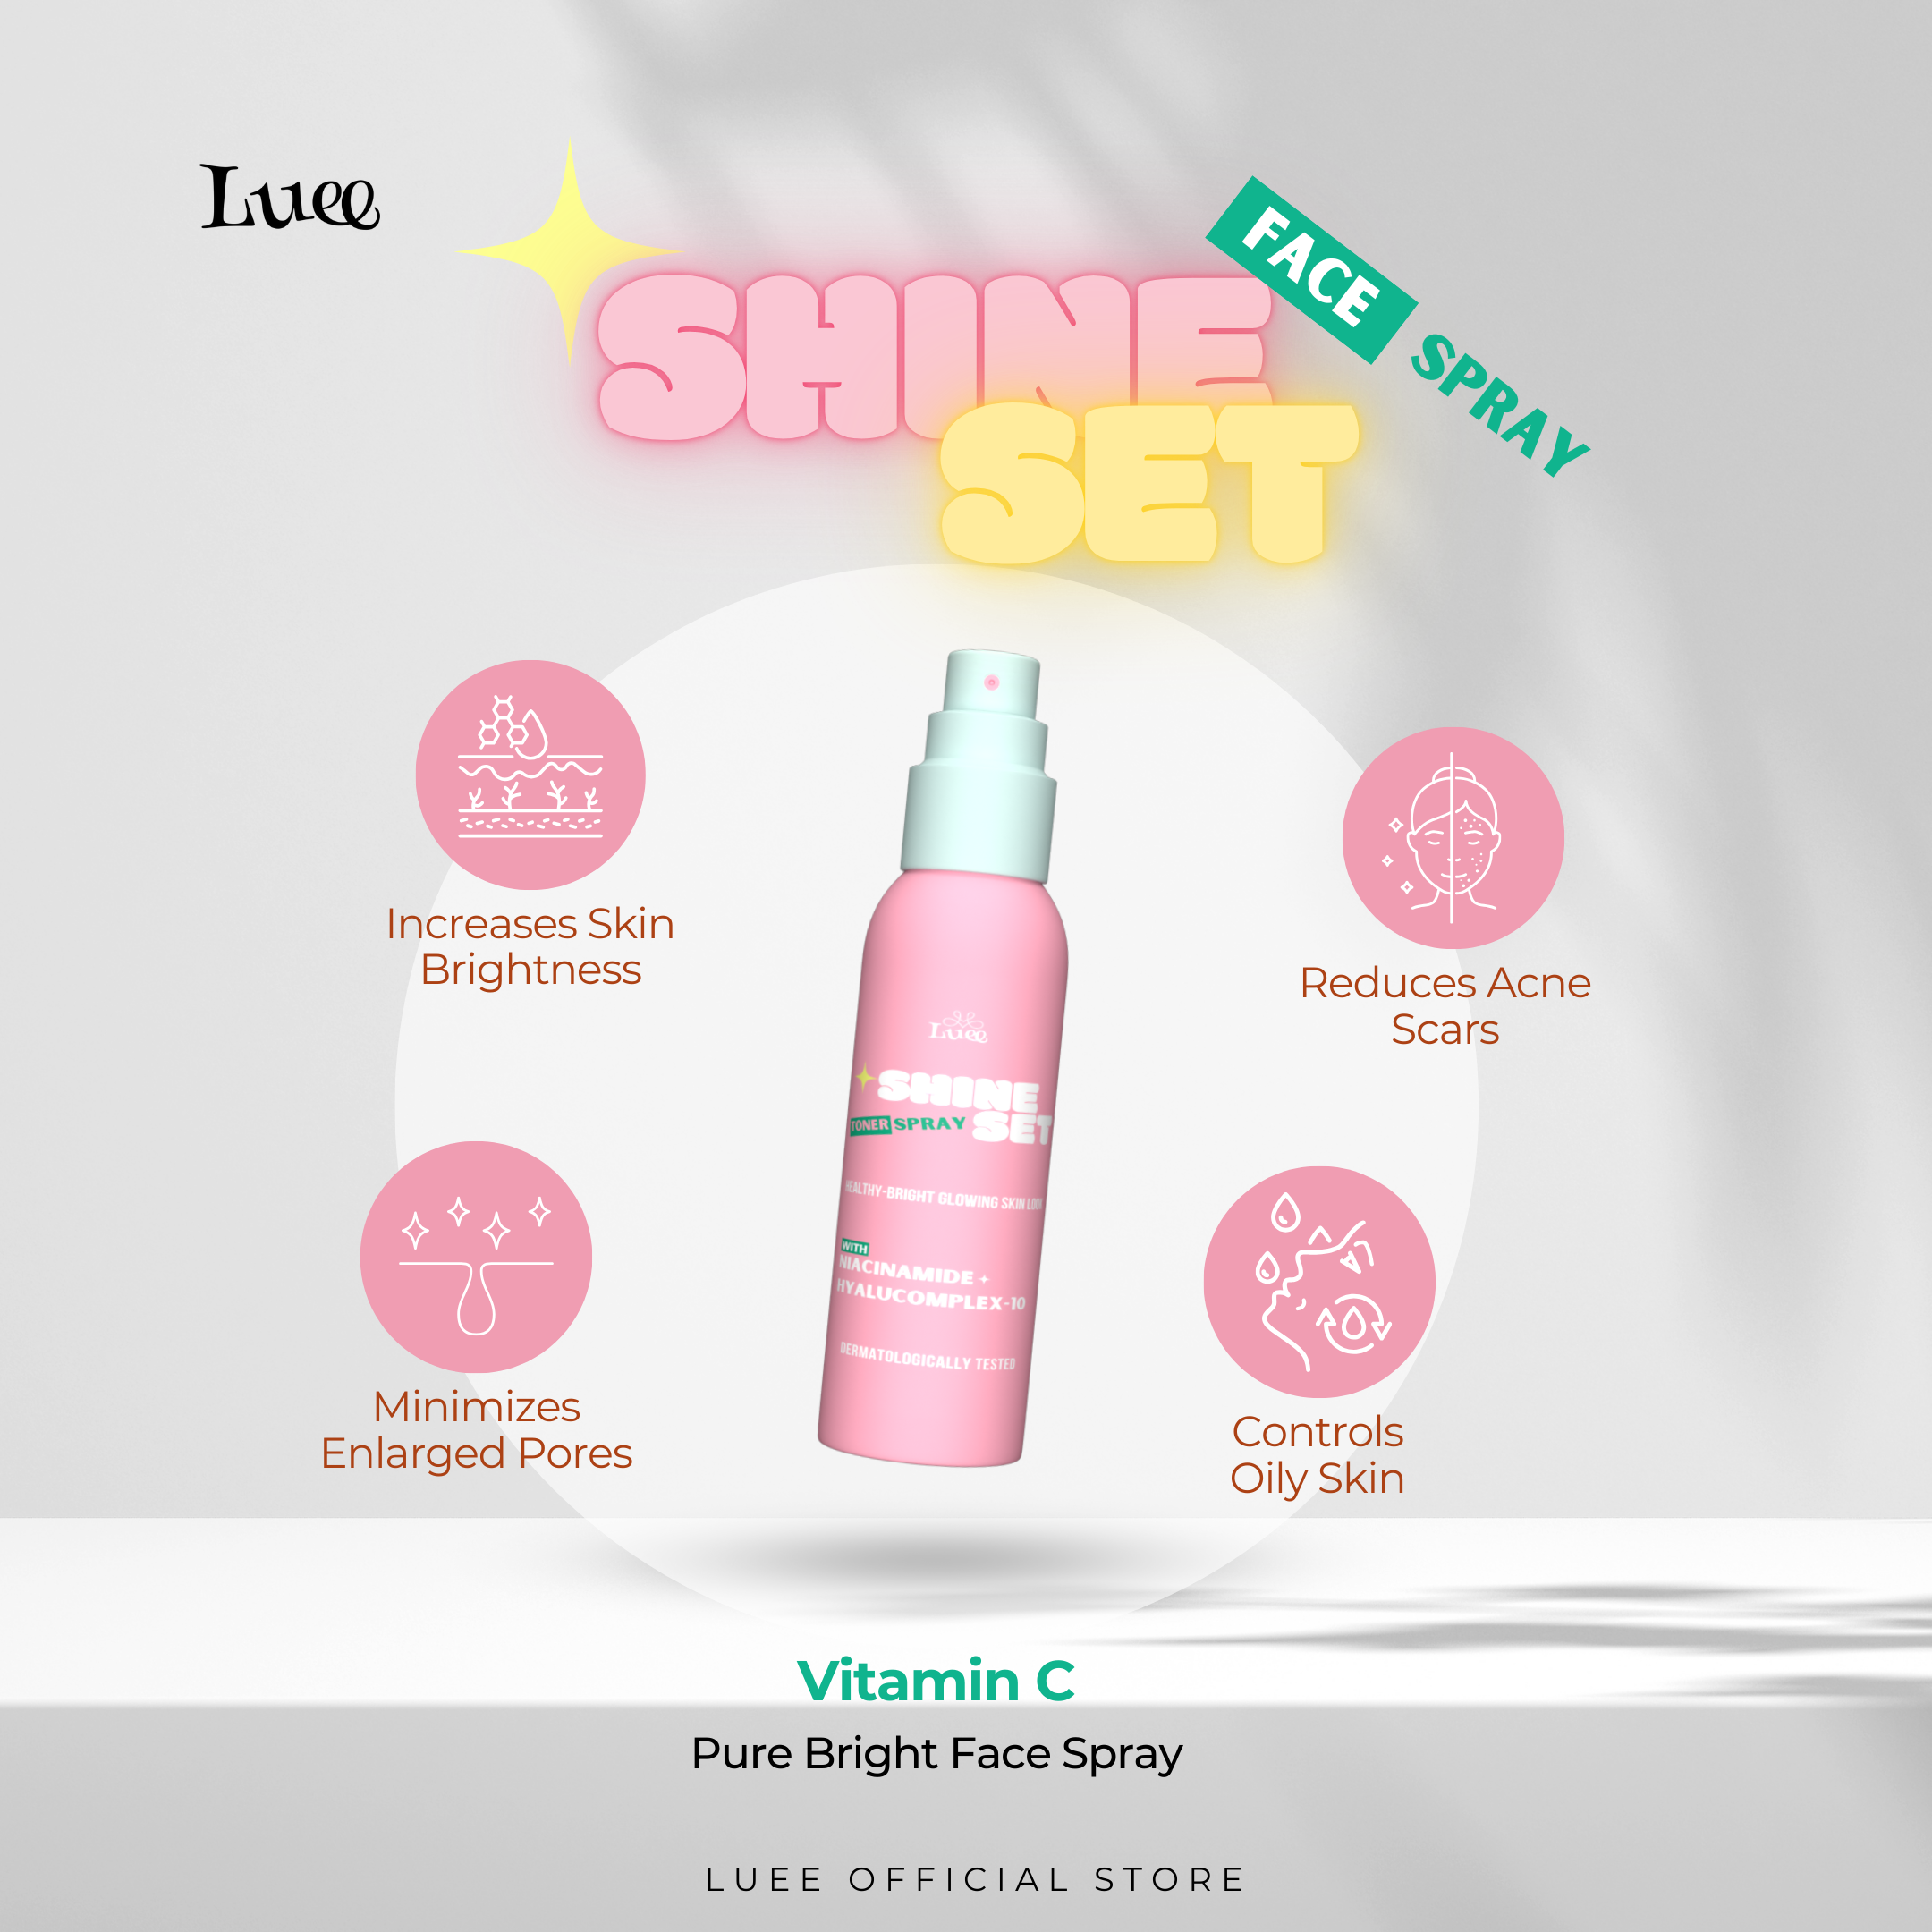 Luee
SHINE
SET
FACE
SPRAY
Increases Skin
Brightness
Reduces Acne
Scars
Minimizes
Enlarged Pores
Controls
Oily Skin
Luee
SHINE
TONER SPRAY SET
HEALTHY-BRIGHT GLOWING SKIN LOOK
WITH
NIACINAMIDE +
HYALUCOMPLEX-10
DERMATOLOGICALLY TESTED
Vitamin C
Pure Bright Face Spray
LUEE OFFICIAL STORE